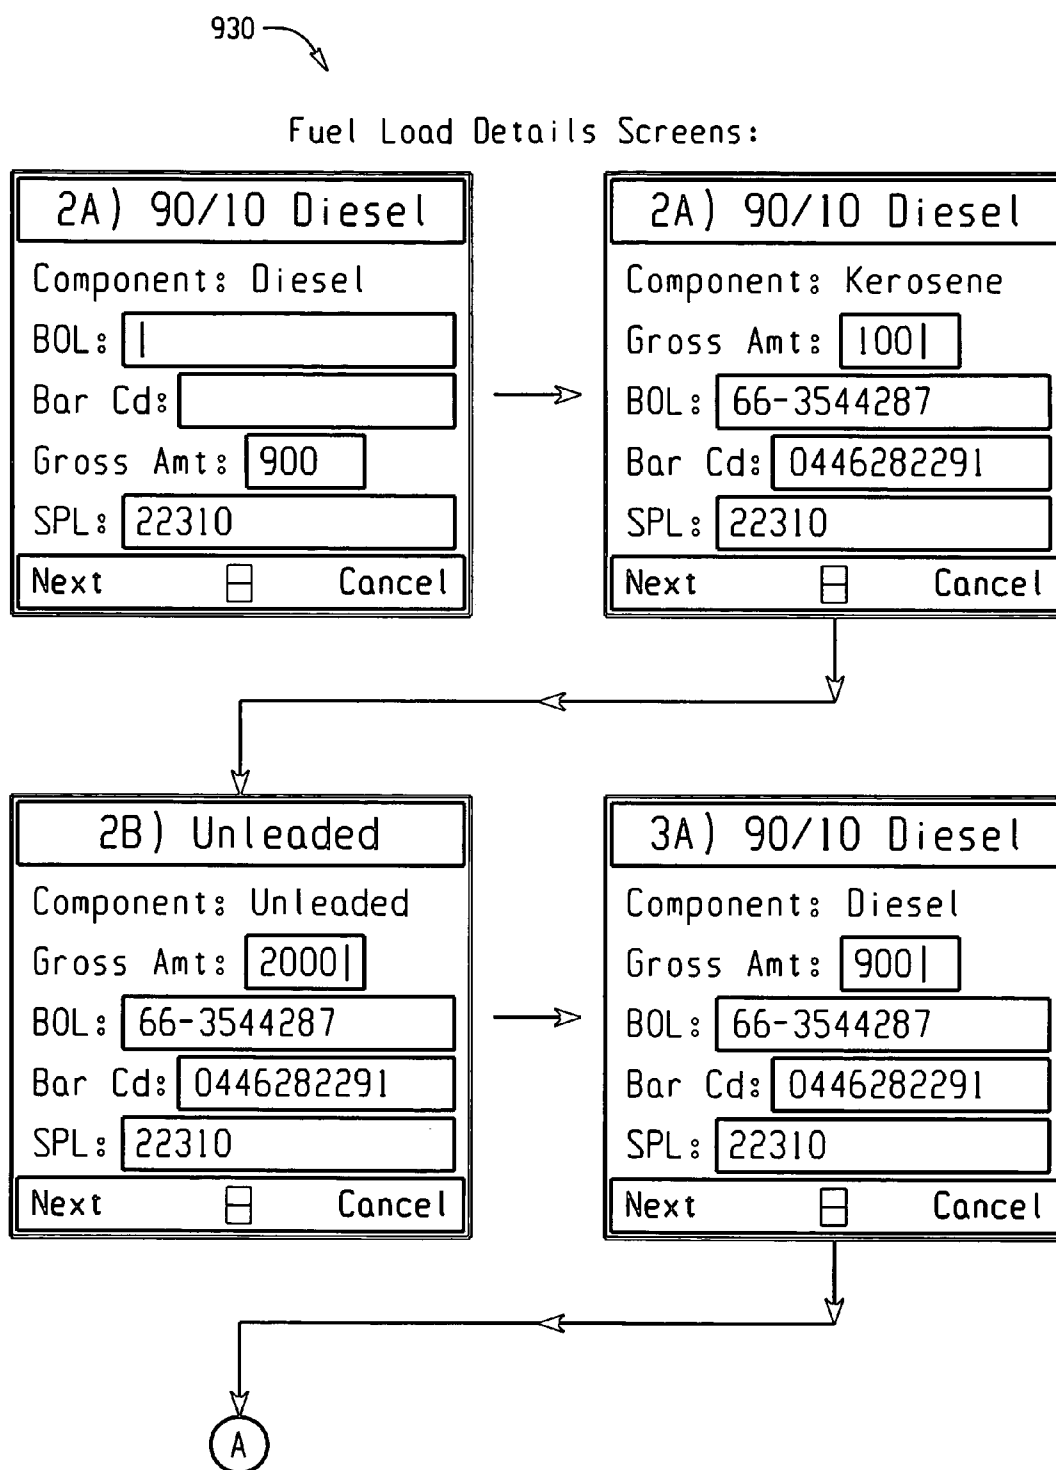 930
Fuel Load Details Screens:
2A) 90/10 Diesel
Component: Diesel
BOL:
Bar Cd:
Gross Amt: 900
SPL: 22310
Next Cancel
2A) 90/10 Diesel
Component: Kerosene
Gross Amt: 100
BOL: 66-3544287
Bar Cd: 0446282291
SPL: 22310
Next Cancel
2B) Unleaded
Component: Unleaded
Gross Amt: 2000
BOL: 66-3544287
Bar Cd: 0446282291
SPL: 22310
Next Cancel
3A) 90/10 Diesel
Component: Diesel
Gross Amt: 900
BOL: 66-3544287
Bar Cd: 0446282291
SPL: 22310
Next Cancel
A